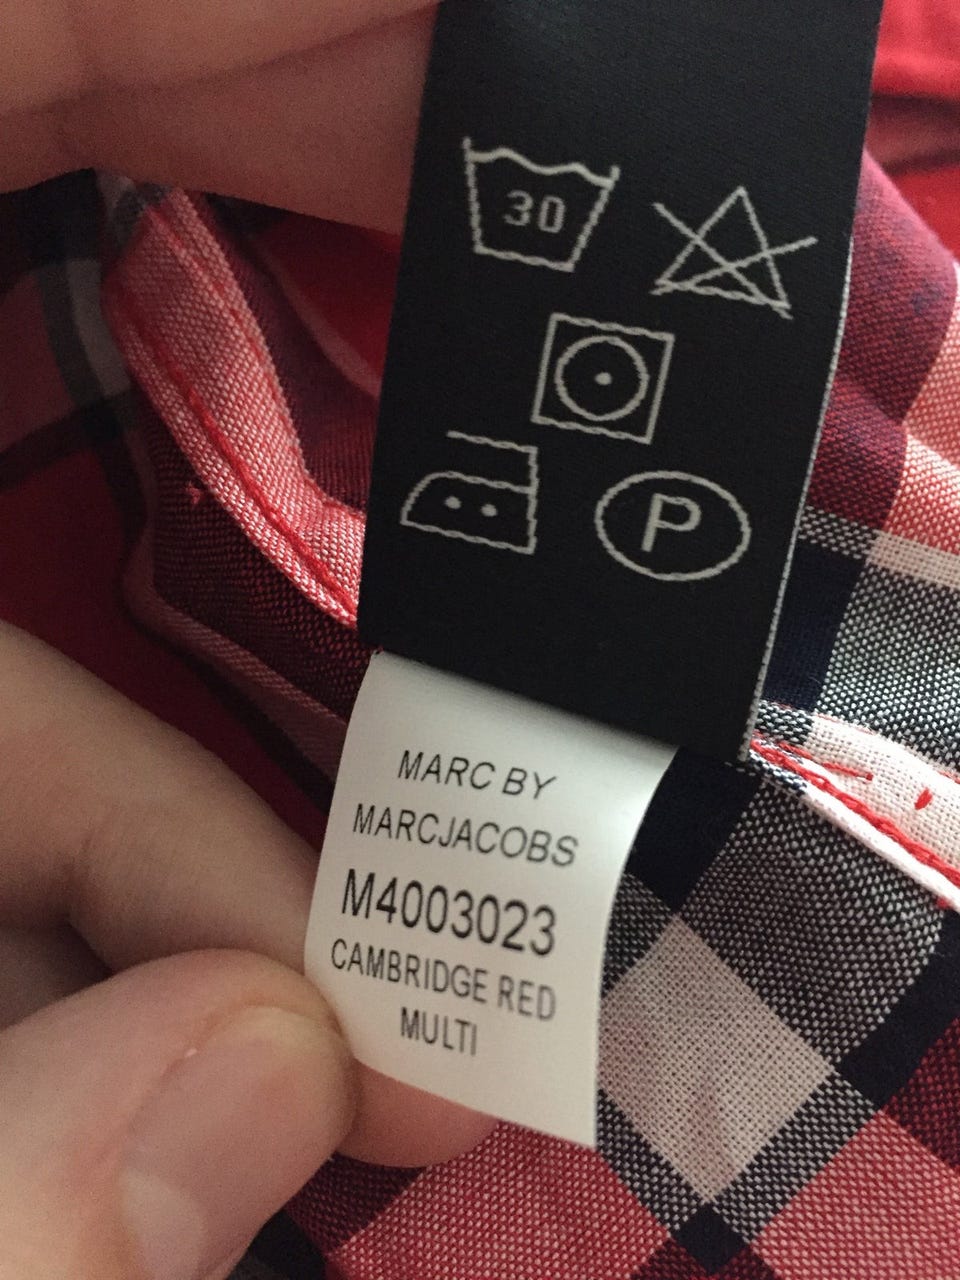 30
P
MARC BY
MARCJACOBS
M4003023
CAMBRIDGE RED
MULTI